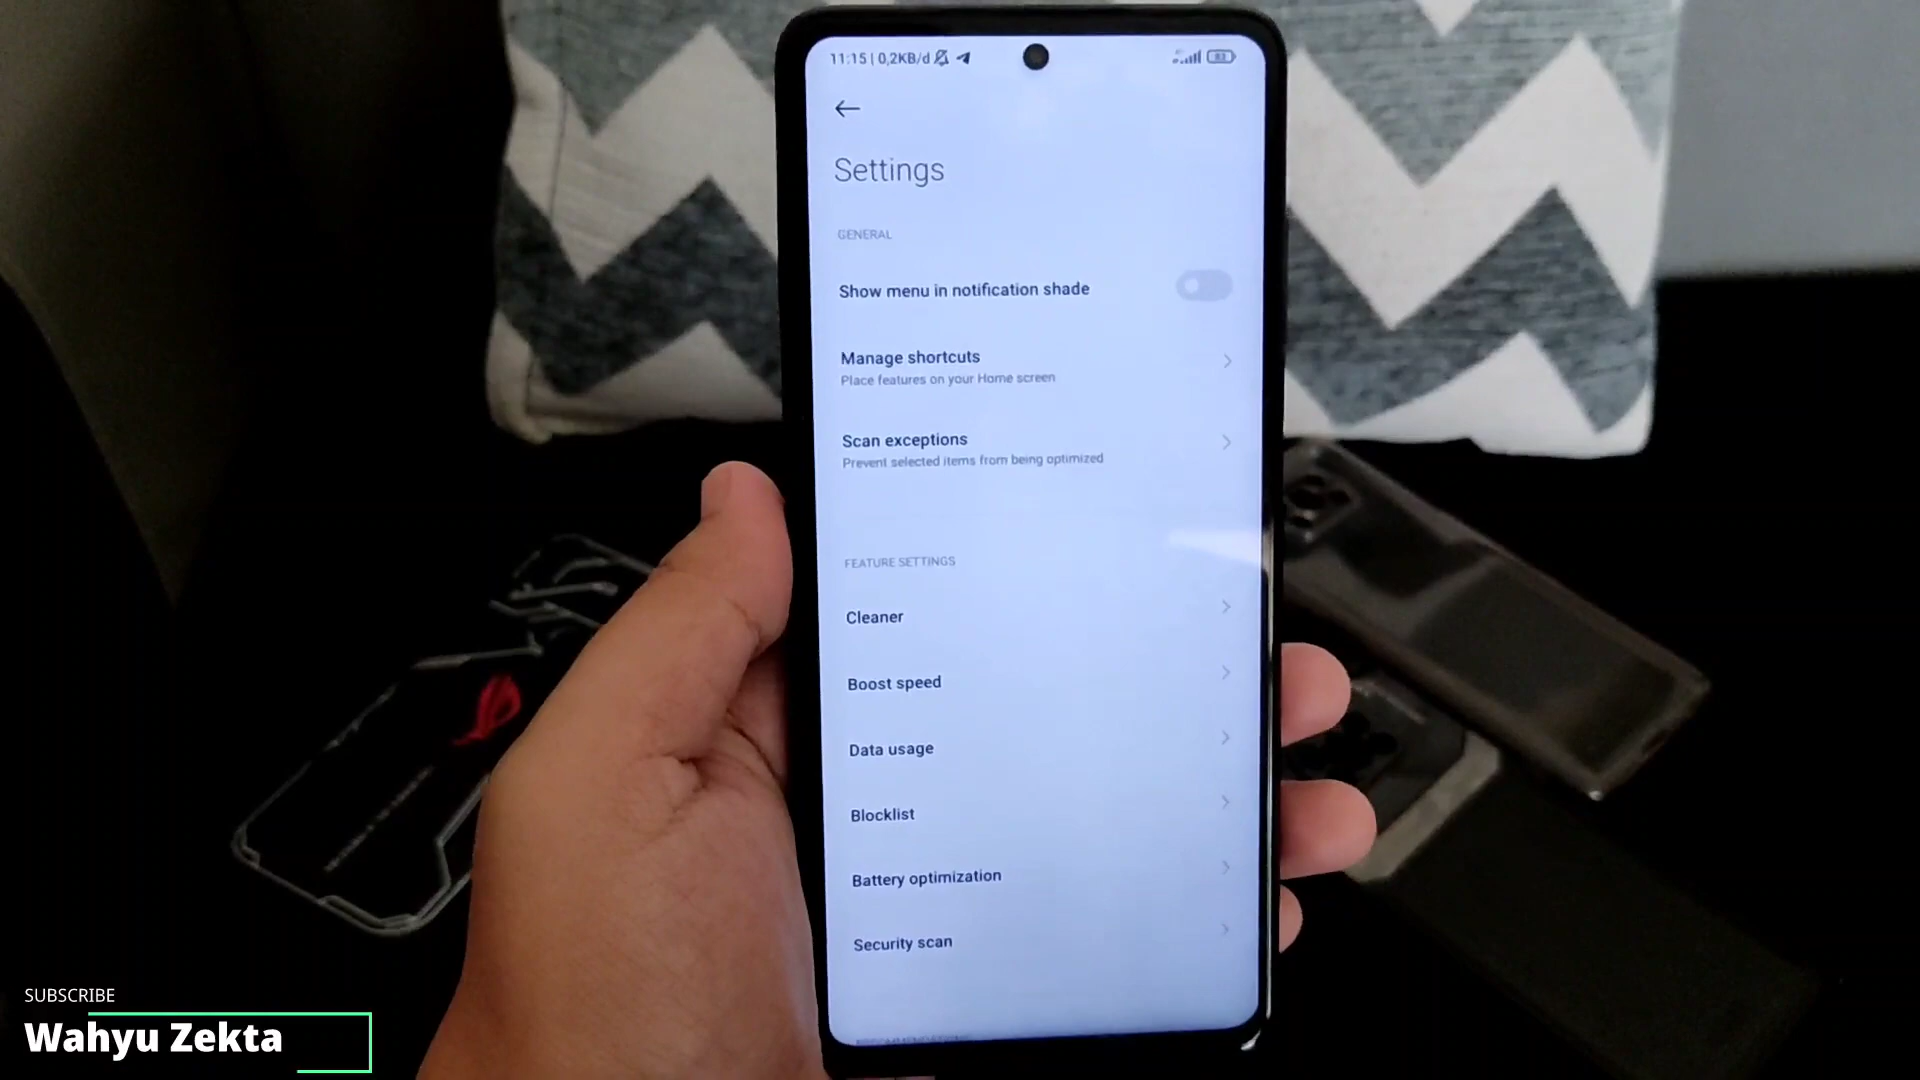 11:15 | 0,2KB/d
Settings
GENERAL
Show menu in notification shade
Manage shortcuts
Place features on your Home screen
Scan exceptions
Prevent selected items from being optimized
FEATURE SETTINGS
Cleaner
Boost speed
Data usage
Blocklist
Battery optimization
Security scan
SUBSCRIBE
Wahyu Zekta